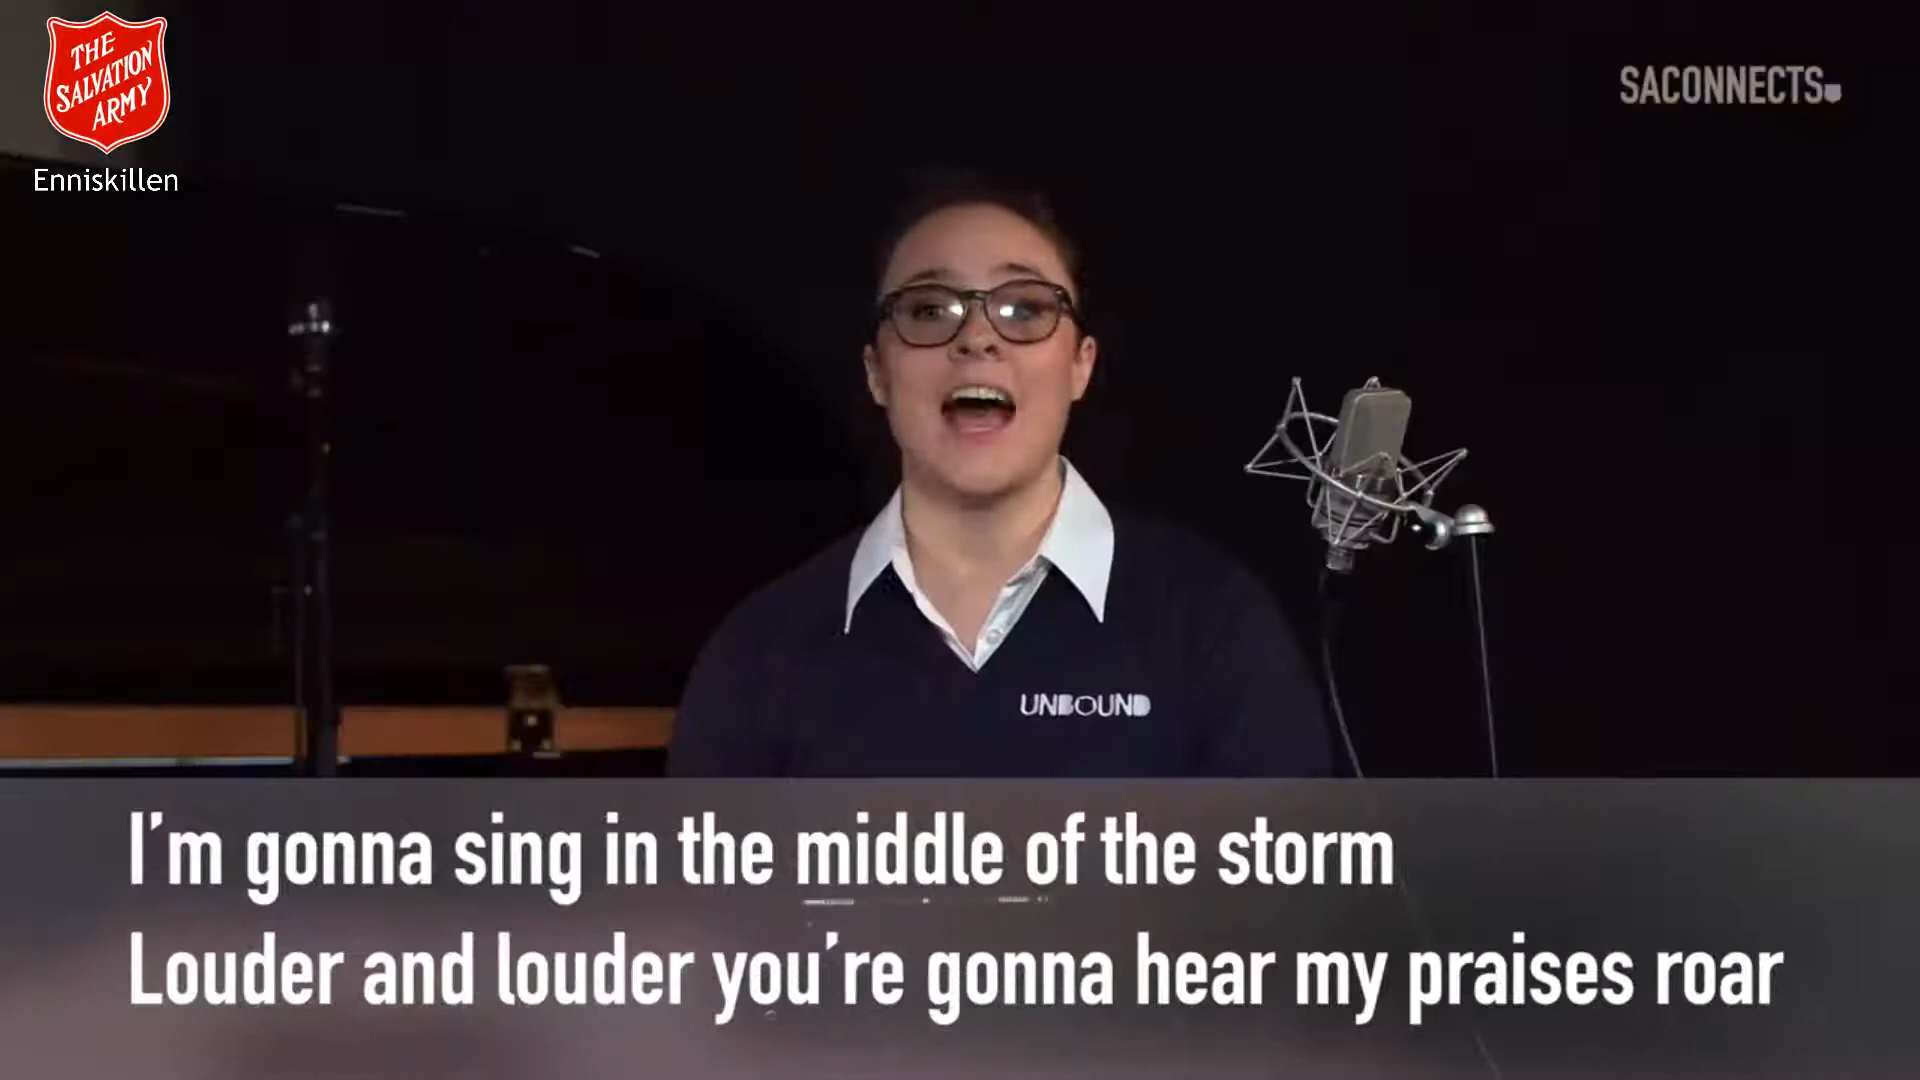 THE
SALVATION
ARMY
Enniskillen
SACONNECTS
UNBOUND
I'm gonna sing in the middle of the storm
Louder and louder you're gonna hear my praises roar